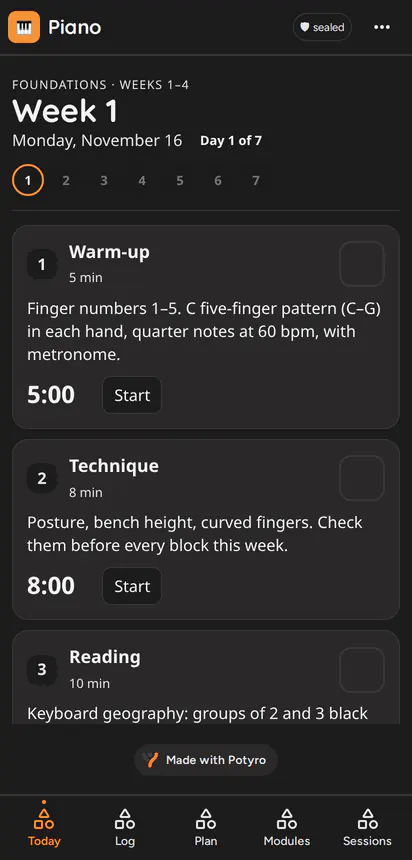 Piano
sealed
FOUNDATIONS · WEEKS 1–4
Week 1
Monday, November 16 Day 1 of 7
1 2 3 4 5 6 7
1
Warm-up
5 min
Finger numbers 1–5. C five-finger pattern (C–G)
in each hand, quarter notes at 60 bpm, with
metronome.
5:00 Start
2
Technique
8 min
Posture, bench height, curved fingers. Check
them before every block this week.
8:00 Start
3
Reading
10 min
Keyboard geography: groups of 2 and 3 black
Made with Potyro
Today Log Plan Modules Sessions